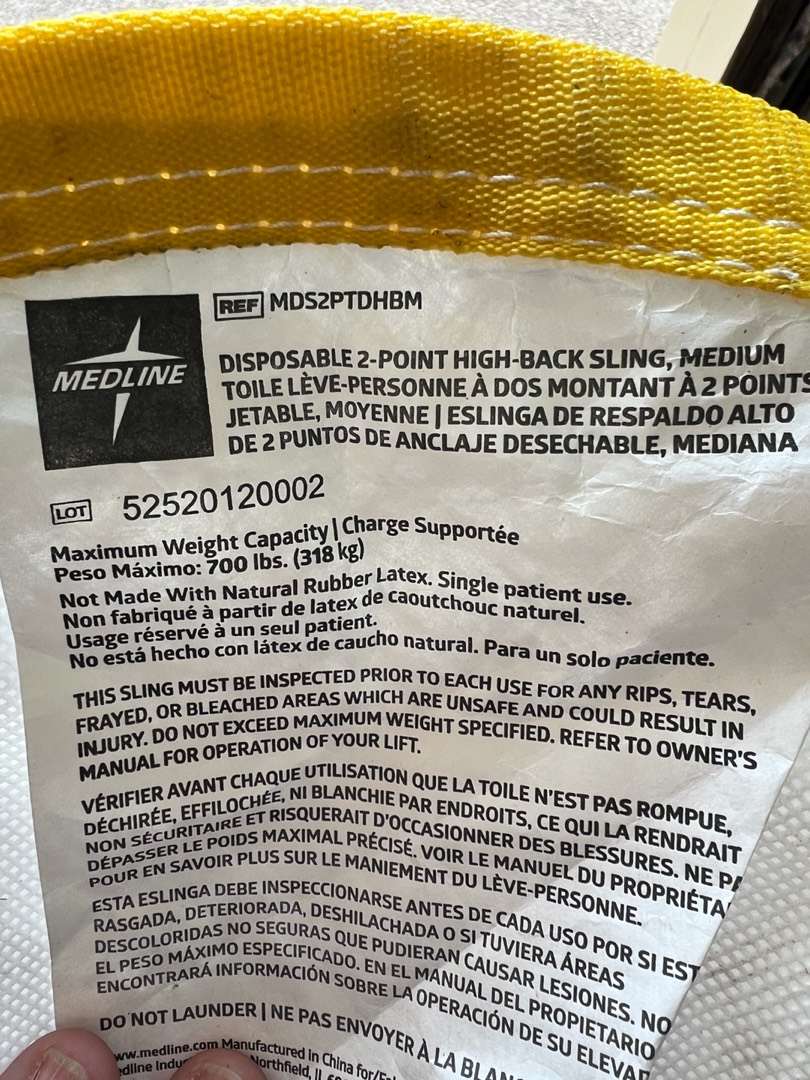 MEDLINE
REF MDS2PTDHBM
DISPOSABLE 2-POINT HIGH-BACK SLING, MEDIUM
TOILE LÈVE-PERSONNE À DOS MONTANT À 2 POINTS
JETABLE, MOYENNE | ESLINGA DE RESPALDO ALTO
DE 2 PUNTOS DE ANCLAJE DESECHABLE, MEDIANA
LOT 52520120002
Maximum Weight Capacity | Charge Supportée
Peso Máximo: 700 lbs. (318 kg)
Not Made With Natural Rubber Latex. Single patient use.
Non fabriqué à partir de latex de caoutchouc naturel.
Usage réservé à un seul patient.
No está hecho con látex de caucho natural. Para un solo paciente.
THIS SLING MUST BE INSPECTED PRIOR TO EACH USE FOR ANY RIPS, TEARS,
FRAYED, OR BLEACHED AREAS WHICH ARE UNSAFE AND COULD RESULT IN
INJURY. DO NOT EXCEED MAXIMUM WEIGHT SPECIFIED. REFER TO OWNER'S
MANUAL FOR OPERATION OF YOUR LIFT.
VÉRIFIER AVANT CHAQUE UTILISATION QUE LA TOILE N'EST PAS ROMPUE,
DÉCHIRÉE, EFFILOCHÉE, NI BLANCHIE PAR ENDROITS, CE QUI LA RENDRAIT
NON SÉCURITAIRE ET RISQUERAIT D'OCCASIONNER DES BLESSURES. NE
DÉPASSER LE POIDS MAXIMAL PRÉCISÉ. VOIR LE MANUEL DU
POUR EN SAVOIR PLUS SUR LE MANIEMENT DU LÈVE-PERSONNE.
ESTA ESLINGA DEBE INSPECCIONARSE ANTES DE CADA USO POR SI EST
RASGADA, DETERIORADA, DESHILACHADA O SI TUVIERA ÁREAS
DESCOLORIDAS NO SEGURAS QUE PUDIERAN CAUSAR LESIONES. NO
EL PESO MÁXIMO ESPECIFICADO. EN EL MANUAL DEL PROPIETARIO
ENCONTRARÁ INFORMACIÓN SOBRE LA OPERACIÓN DE SU
DO NOT LAUNDER | NE PAS ENVOYER À LA
www.medline.com Manufactured in China
Northfield, IL